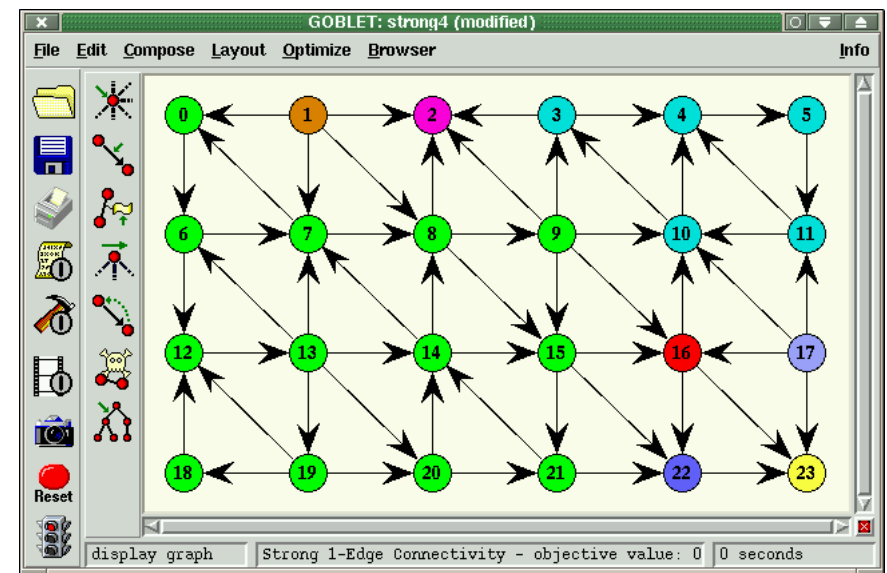 GOBLET: strong4 (modified)
File Edit Compose Layout Optimize Browser Info
0 1 2 3 4 5
6 7 8 9 10 11
12 13 14 15 16 17
18 19 20 21 22 23
Reset
display graph Strong 1-Edge Connectivity - objective value: 0 0 seconds